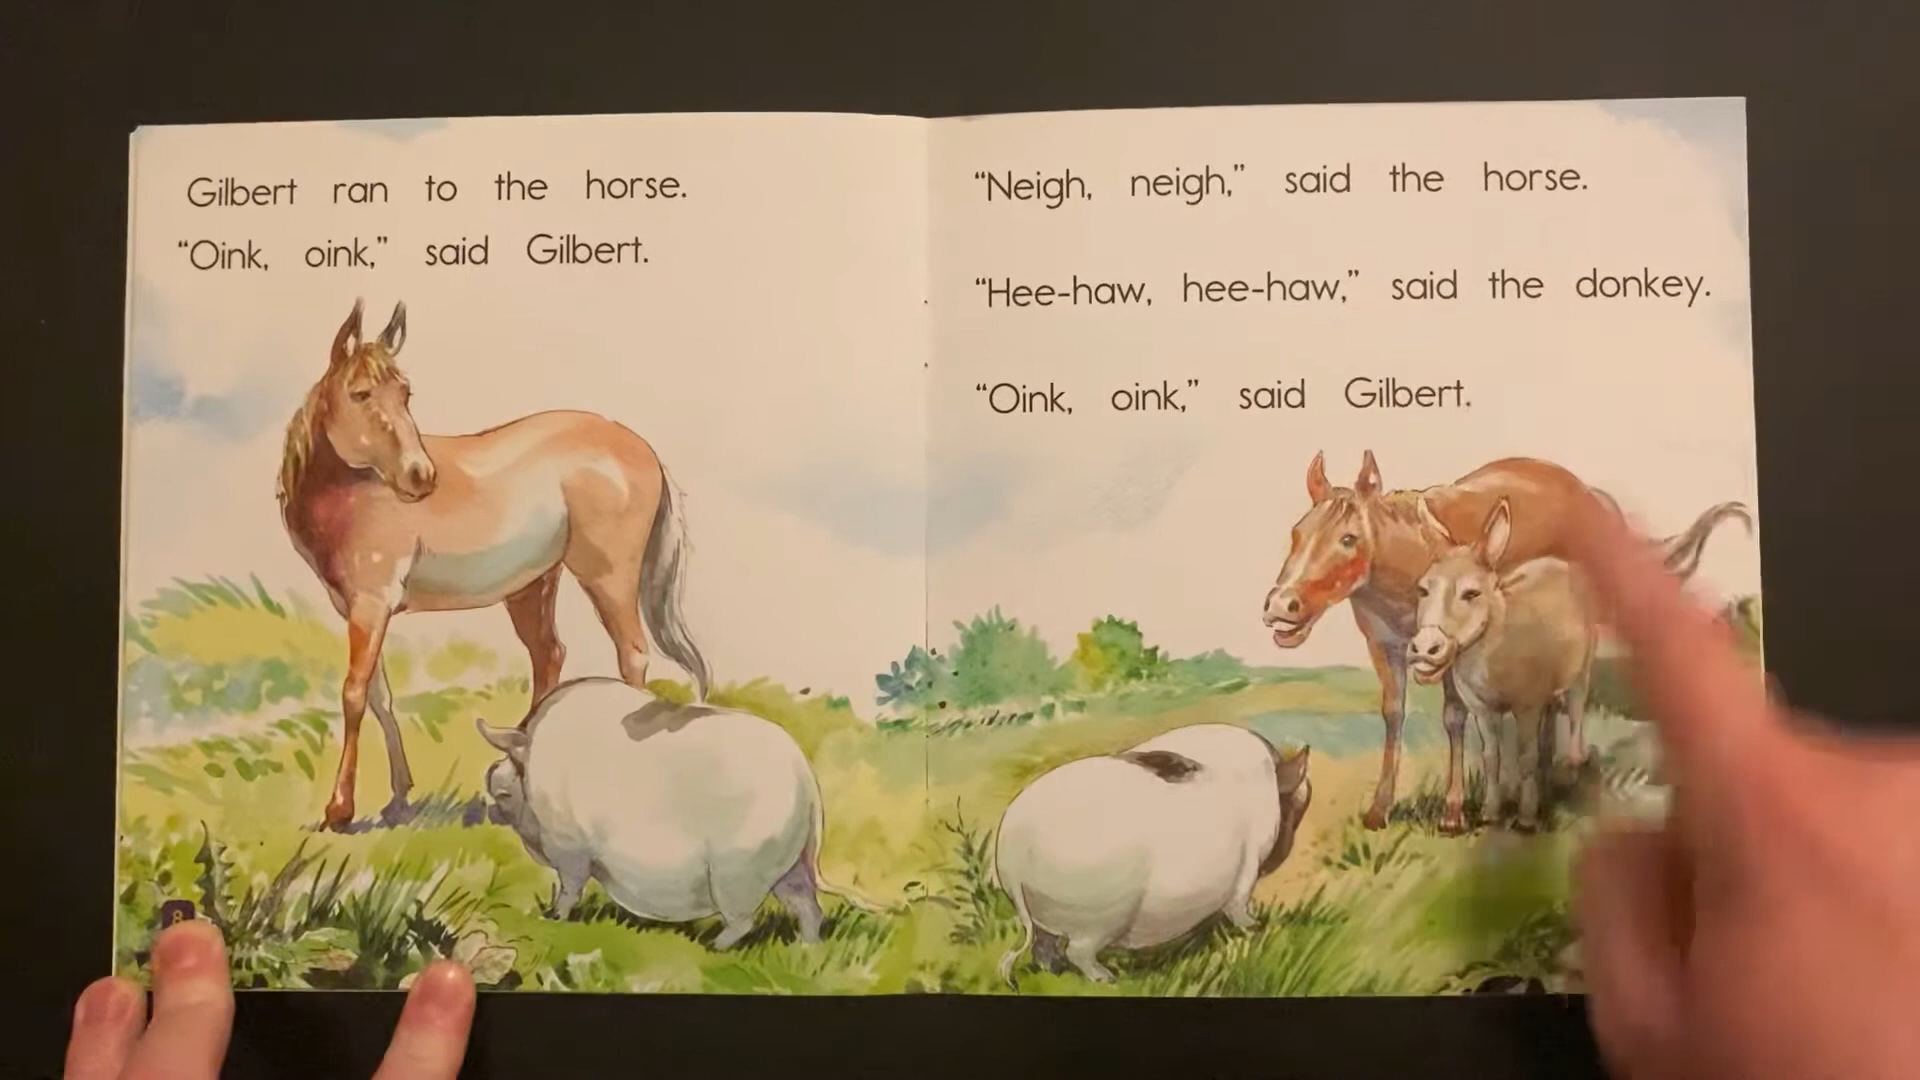 Gilbert ran to the horse.
“Oink, oink,” said Gilbert.
8
“Neigh, neigh,” said the horse.
“Hee-haw, hee-haw,” said the donkey.
“Oink, oink,” said Gilbert.